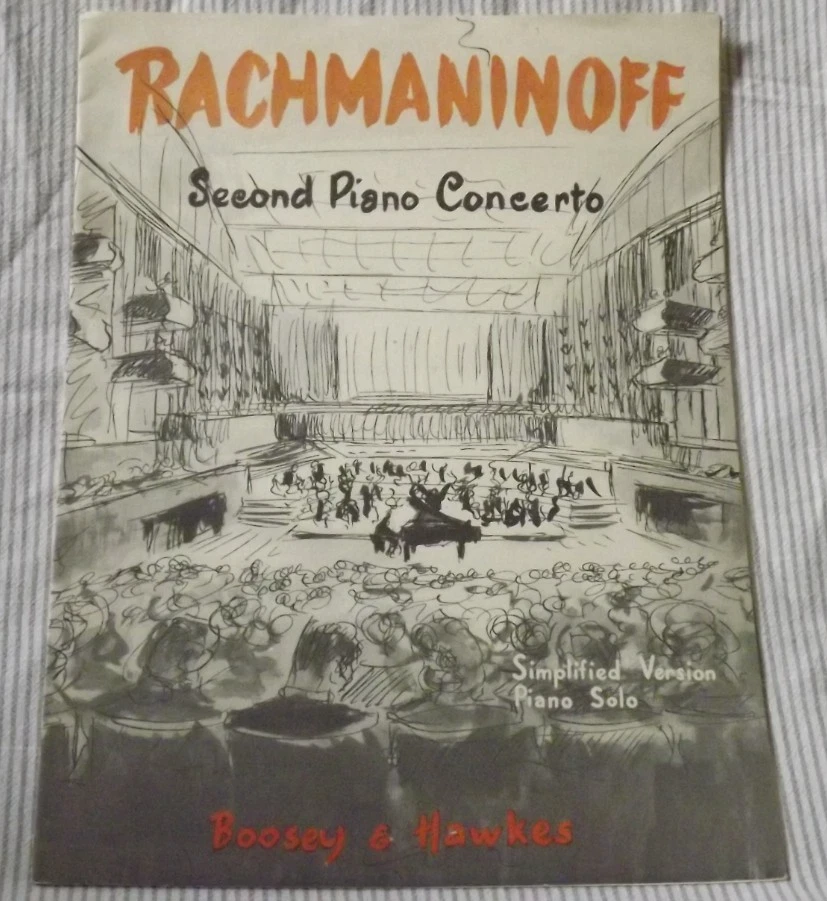 RACHMANINOFF
Second Piano Concerto
Simplified Version
Piano Solo
Boosey & Hawkes